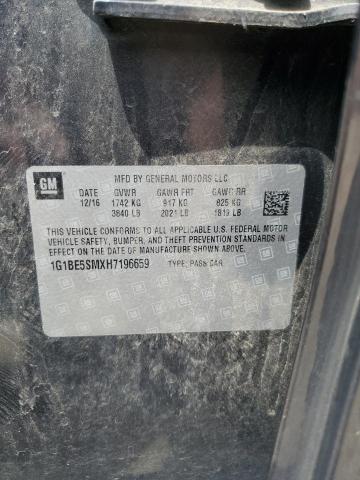 GM
MFD BY GENERAL MOTORS LLC
DATE GVWR GAWR FRT GAWR RR
12/16 1742 KG 917 KG 825 KG
3840 LB 2021 LB 1819 LB
THIS VEHICLE CONFORMS TO ALL APPLICABLE U.S. FEDERAL MOTOR
VEHICLE SAFETY, BUMPER, AND THEFT PREVENTION STANDARDS IN
EFFECT ON THE DATE OF MANUFACTURE SHOWN ABOVE.
1G1BE5SMXH7196659 TYPE: PASS CAR